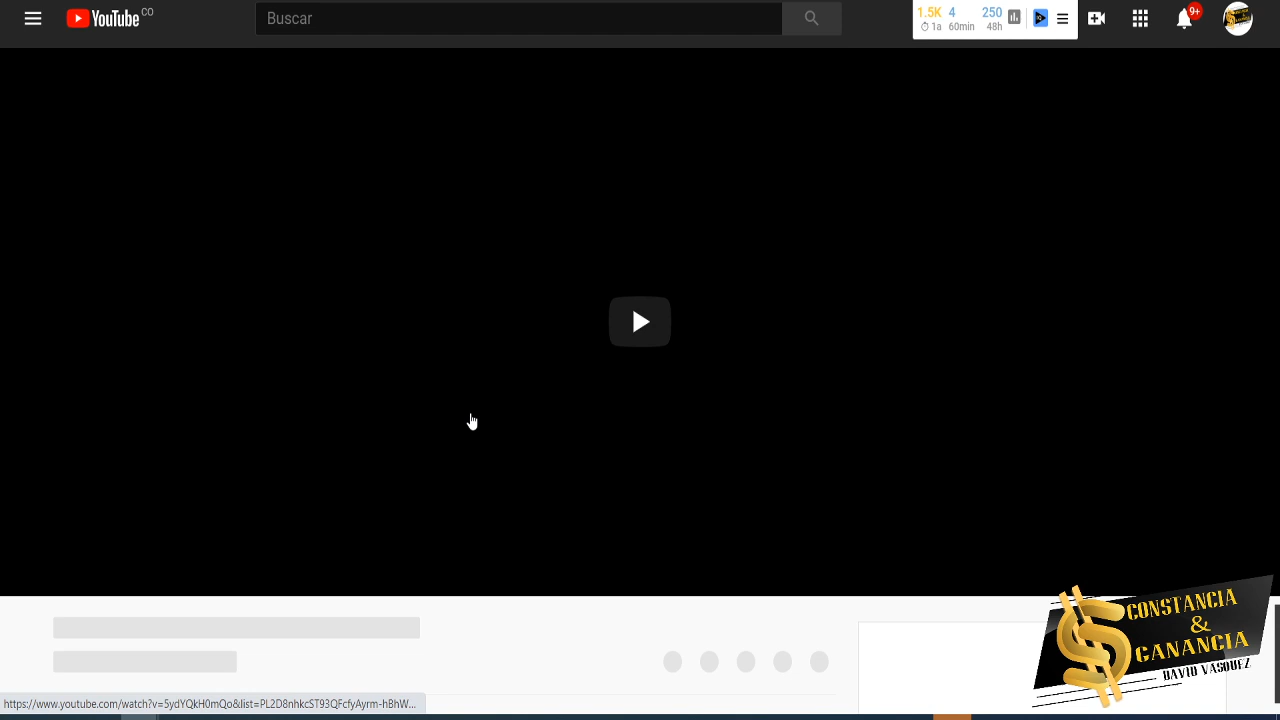 YouTube CO
Buscar
1.5K 4 250
1a 60min 48h
9+
CONSTANCIA
&
GANANCIA
DAVID VASQUEZ
https://www.youtube.com/watch?v=5ydYQkH0mQo&list=PL2D8nhkcST93QFcfyAyrm-hBhW...